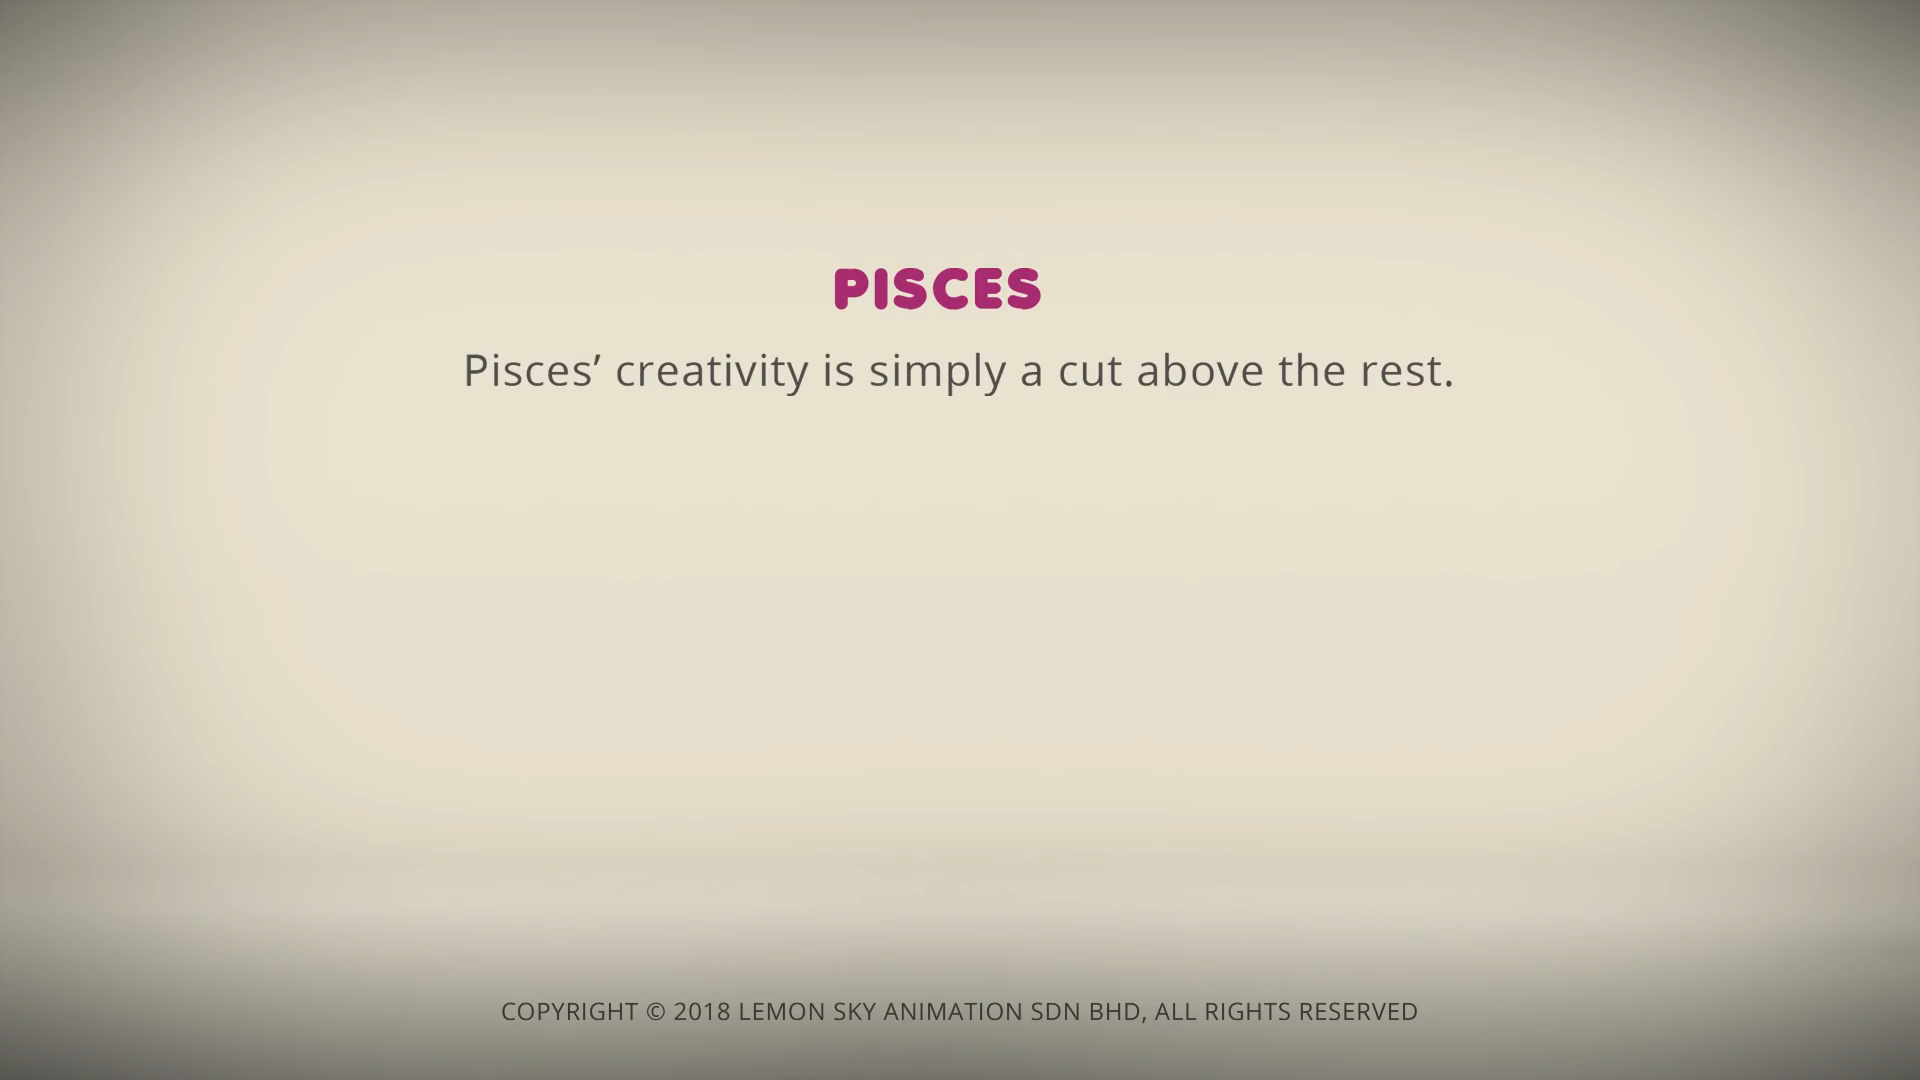 PISCES
Pisces’ creativity is simply a cut above the rest.
COPYRIGHT © 2018 LEMON SKY ANIMATION SDN BHD, ALL RIGHTS RESERVED